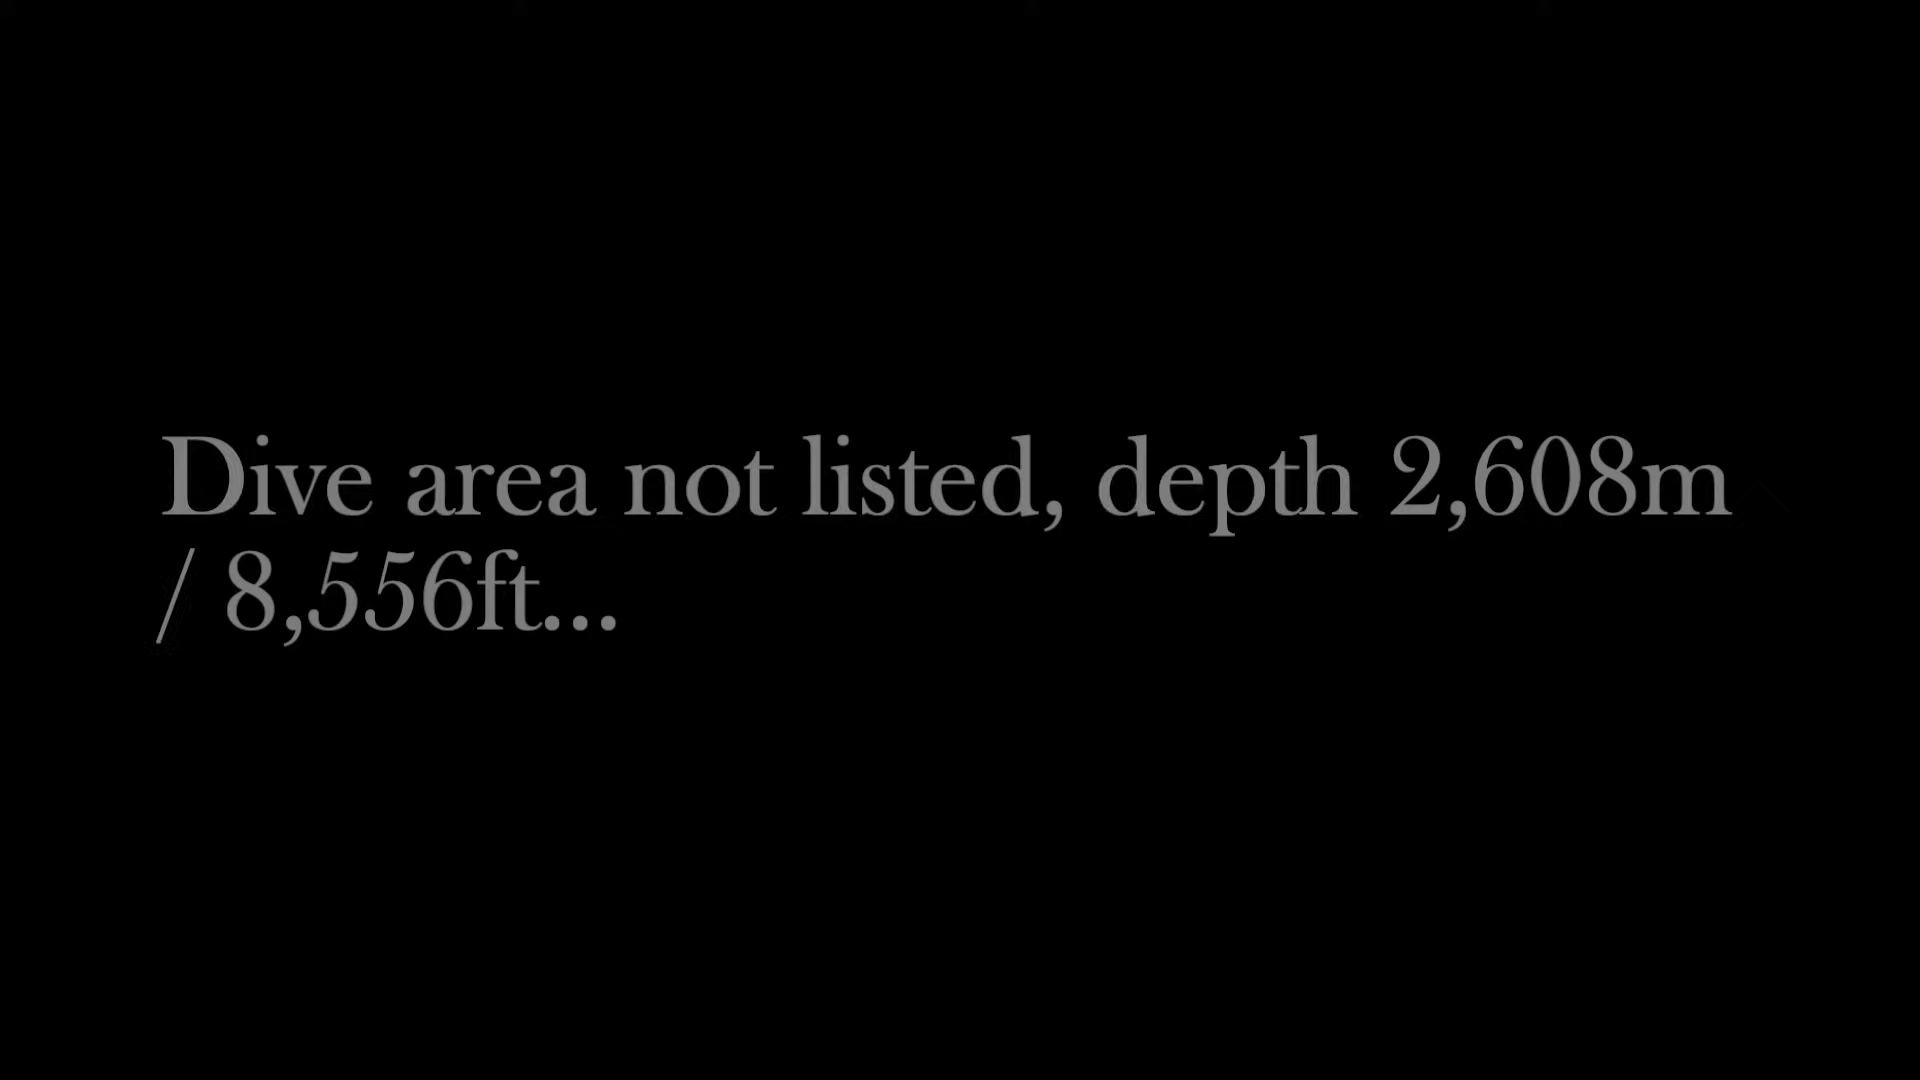 Dive area not listed, depth 2,608m
/ 8,556ft...